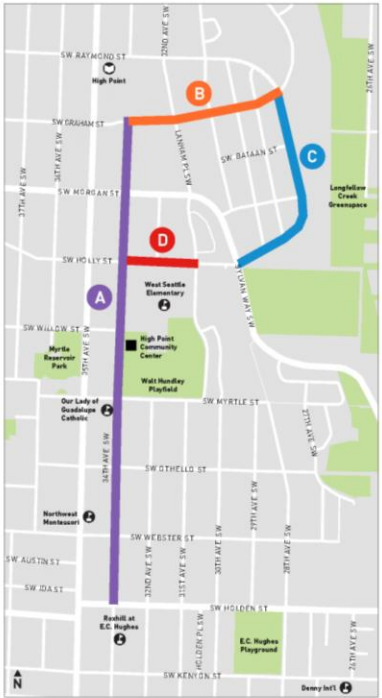 32ND AVE SW
26TH AVE SW
SW RAYMOND ST
High Point
B
SW GRAHAM ST
LANHAM PL SW
SW BATAAN ST
C
36TH AVE SW
37TH AVE SW
SW MORGAN ST
Longfellow
Creek
Greenspace
D
SW HOLLY ST
SYLVAN WAY SW
West Seattle
Elementary
A
SW WILLOW ST
35TH AVE SW
High Point
Community
Center
Myrtle
Reservoir
Park
Walt Hundley
Playfield
Our Lady of
Guadalupe
Catholic
SW MYRTLE ST
27TH AVE SW
34TH AVE SW
SW OTHELLO ST
Northwest
Montessori
29TH AVE SW
SW WEBSTER ST
32ND AVE SW
31ST AVE SW
30TH AVE SW
28TH AVE SW
SW AUSTIN ST
SW IDA ST
SW HOLDEN ST
Roxhill at
E.C. Hughes
HOLDEN PL SW
E.C. Hughes
Playground
26TH AVE SW
N
SW KENYON ST
Denny Int'l